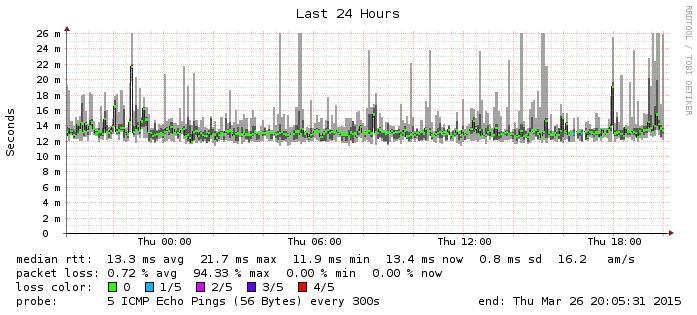 Last 24 Hours
RRDTOOL / TOBI OETIKER
Seconds
26 m
24 m
22 m
20 m
18 m
16 m
14 m
12 m
10 m
8 m
6 m
4 m
2 m
0
Thu 00:00 Thu 06:00 Thu 12:00 Thu 18:00
median rtt: 13.3 ms avg 21.7 ms max 11.9 ms min 13.4 ms now 0.8 ms sd 16.2 am/s
packet loss: 0.72 % avg 94.33 % max 0.00 % min 0.00 % now
loss color: 0 1/5 2/5 3/5 4/5
probe: 5 ICMP Echo Pings (56 Bytes) every 300s end: Thu Mar 26 20:05:31 2015